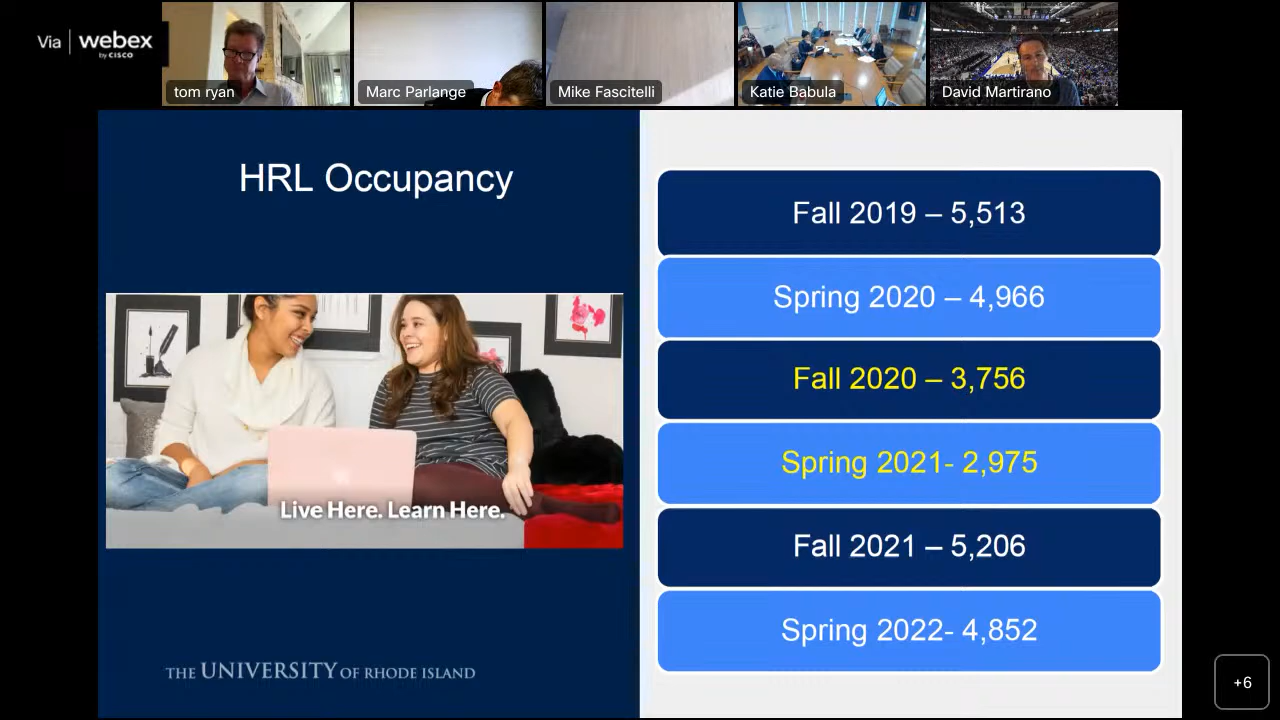 Via | webex
by CISCO
tom ryan
Marc Parlange
Mike Fascitelli
Katie Babula
David Martirano
HRL Occupancy
Live Here. Learn Here.
THE UNIVERSITY OF RHODE ISLAND
Fall 2019 – 5,513
Spring 2020 – 4,966
Fall 2020 – 3,756
Spring 2021- 2,975
Fall 2021 – 5,206
Spring 2022- 4,852
+6